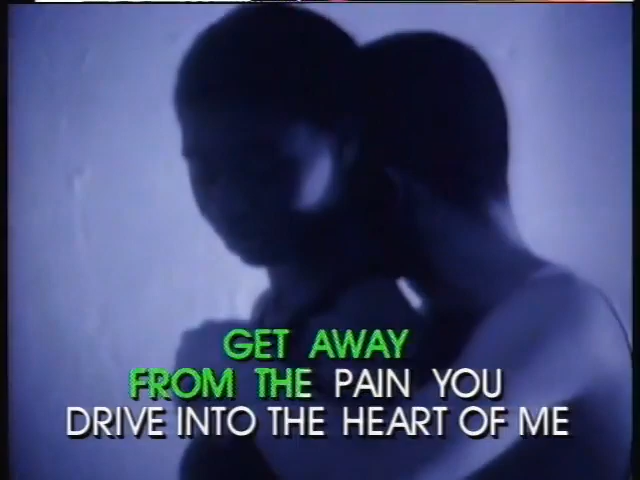 GET AWAY
FROM THE PAIN YOU
DRIVE INTO THE HEART OF ME